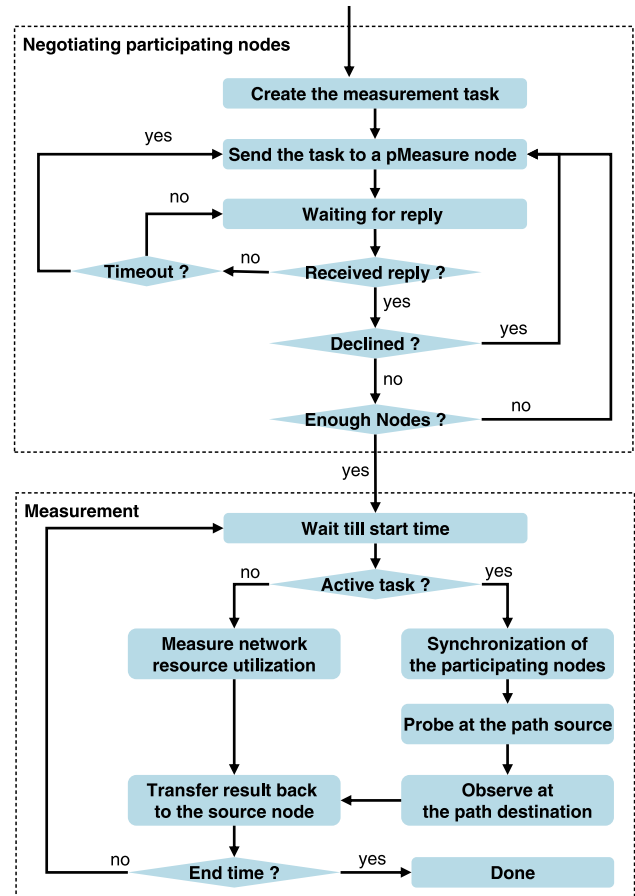 Negotiating participating nodes
Create the measurement task
yes
Send the task to a pMeasure node
no
Waiting for reply
Timeout ?
no
Received reply ?
yes
Declined ?
yes
no
Enough Nodes ?
no
yes
Measurement
Wait till start time
no
Active task ?
yes
Measure network
resource utilization
Synchronization of
the participating nodes
Probe at the path source
Transfer result back
to the source node
Observe at
the path destination
no
End time ?
yes
Done